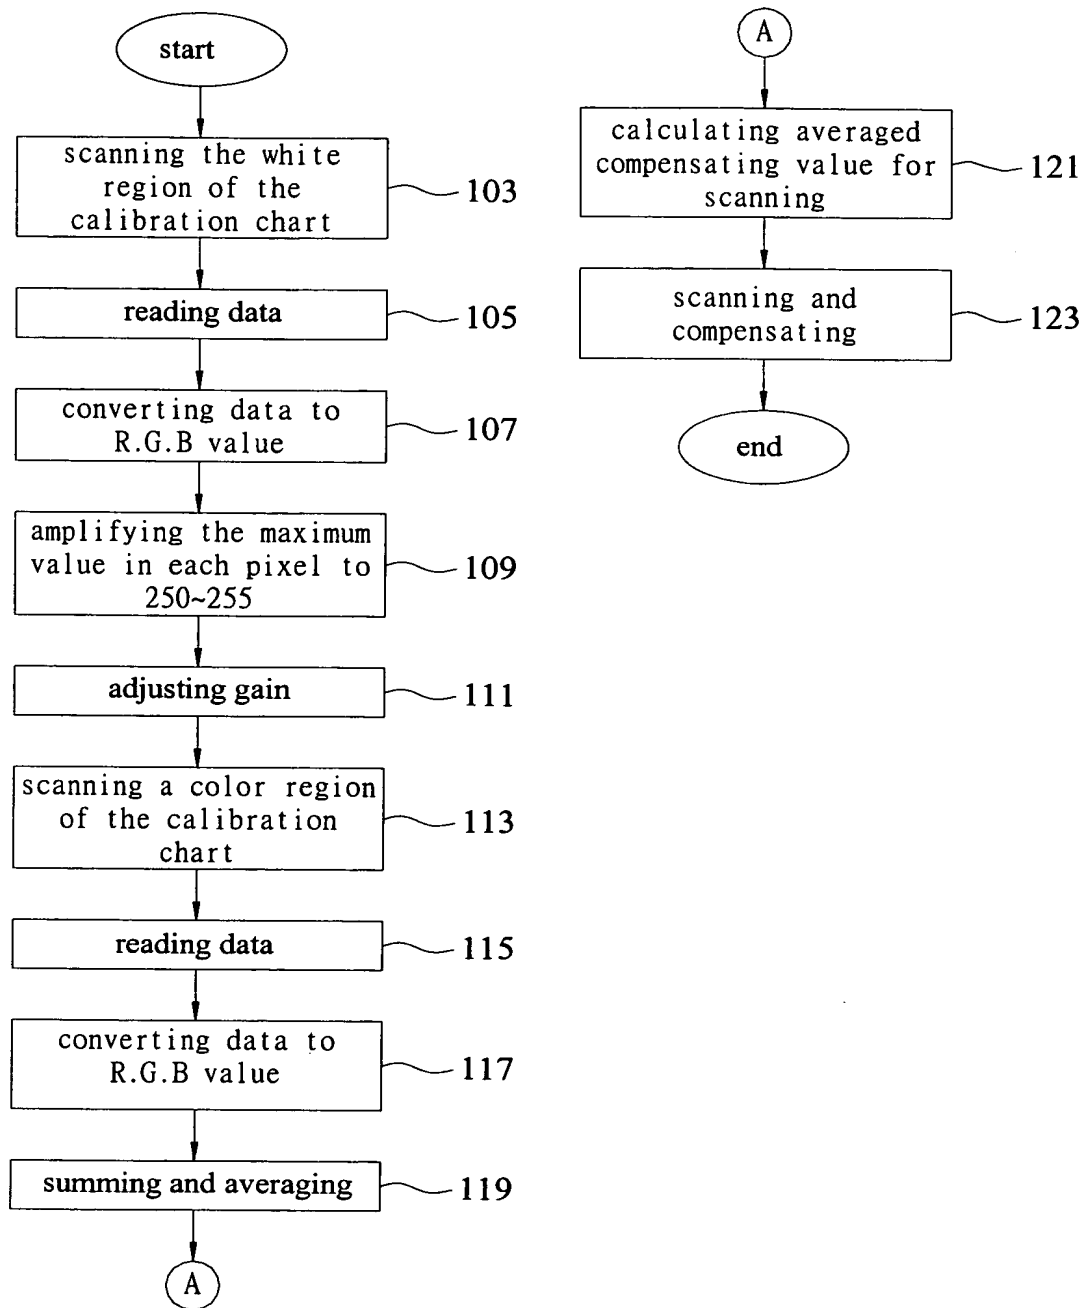 start
scanning the white
region of the
calibration chart
103
reading data
105
converting data to
R.G.B value
107
amplifying the maximum
value in each pixel to
250~255
109
adjusting gain
111
scanning a color region
of the calibration
chart
113
reading data
115
converting data to
R.G.B value
117
summing and averaging
119
A
A
calculating averaged
compensating value for
scanning
121
scanning and
compensating
123
end